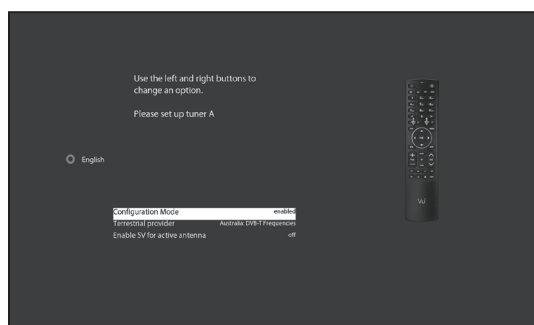 Use the left and right buttons to
change an option.
Please set up tuner A
English
Configuration Mode enabled
Terrestrial provider Australia: DVB-T Frequencies
Enable 5V for active antenna off